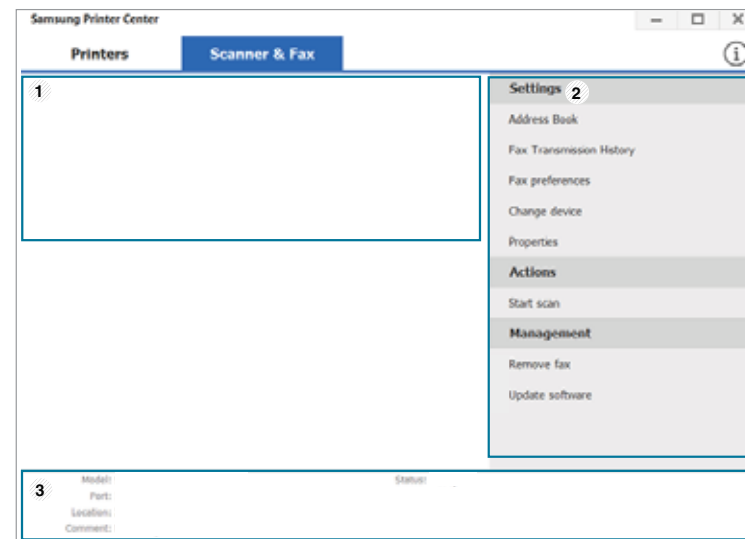 Samsung Printer Center
Printers
Scanner & Fax
1
Settings
2
Address Book
Fax Transmission History
Fax preferences
Change device
Properties
Actions
Start scan
Management
Remove fax
Update software
3
Model:
Status:
Port:
Location:
Comment: